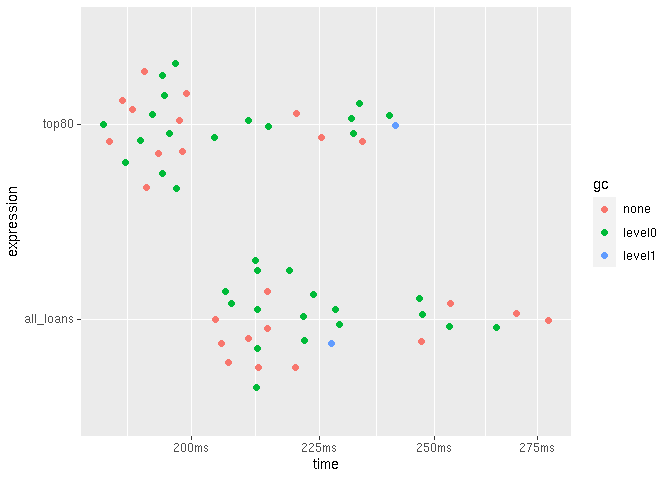 top80
all_loans
expression
200ms 225ms 250ms 275ms
time
gc
none
level0
level1